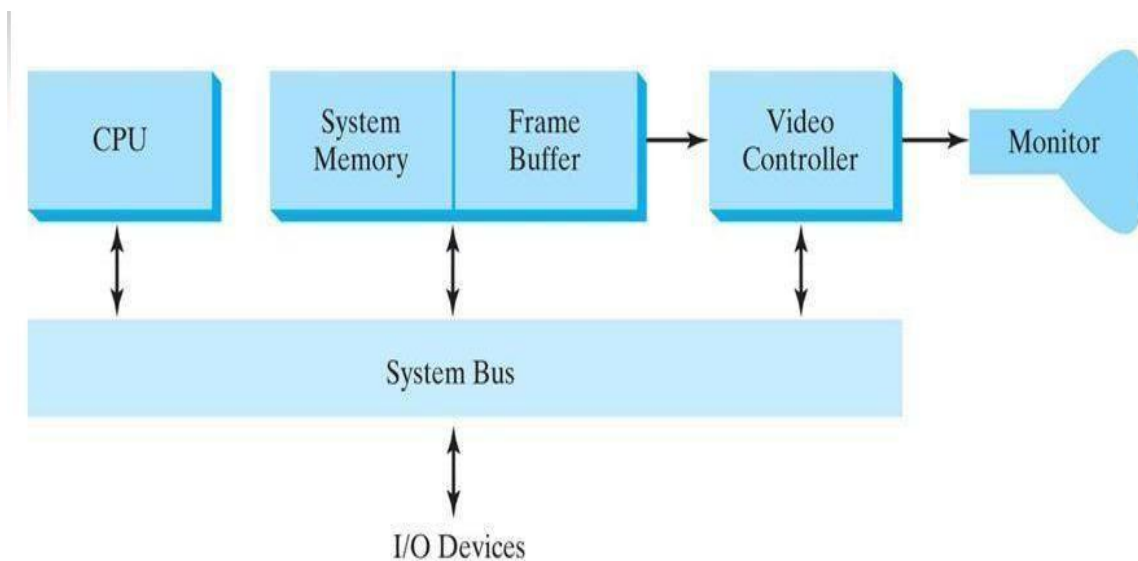 CPU
System
Memory
Frame
Buffer
Video
Controller
Monitor
System Bus
I/O Devices